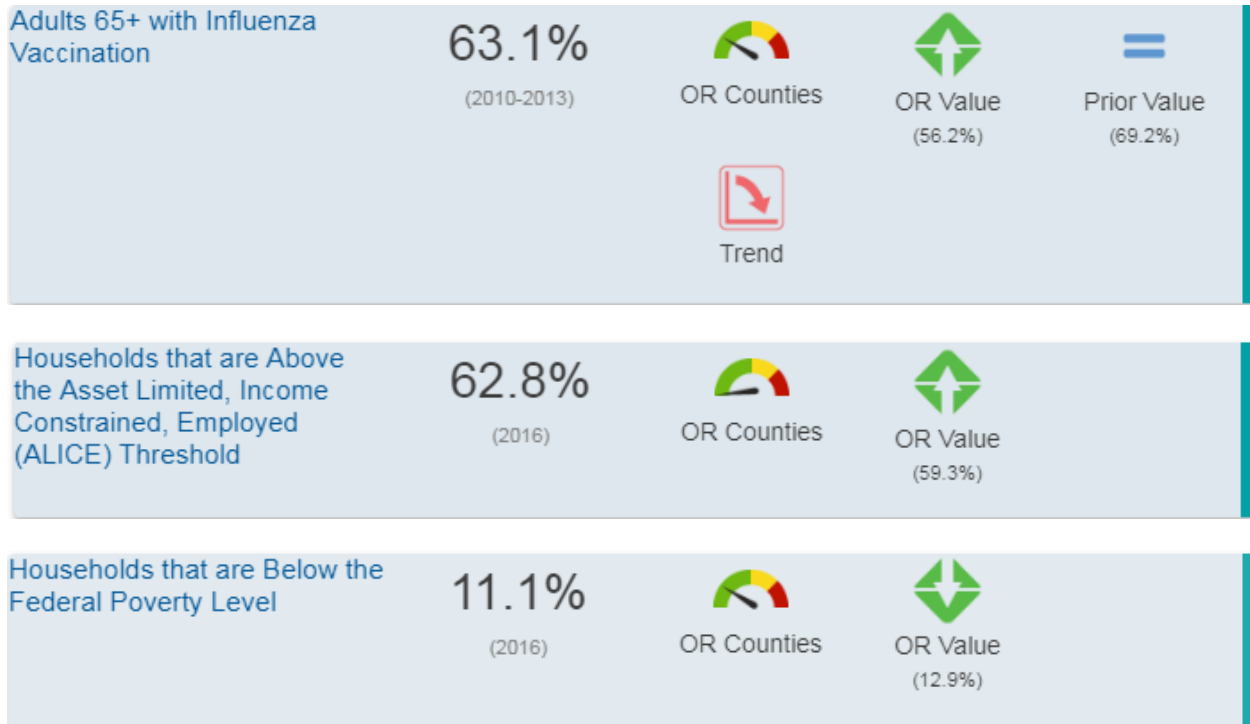 Adults 65+ with Influenza
Vaccination
63.1%
(2010-2013)
OR Counties
OR Value
(56.2%)
Prior Value
(69.2%)
Trend
Households that are Above
the Asset Limited, Income
Constrained, Employed
(ALICE) Threshold
62.8%
(2016)
OR Counties
OR Value
(59.3%)
Households that are Below the
Federal Poverty Level
11.1%
(2016)
OR Counties
OR Value
(12.9%)